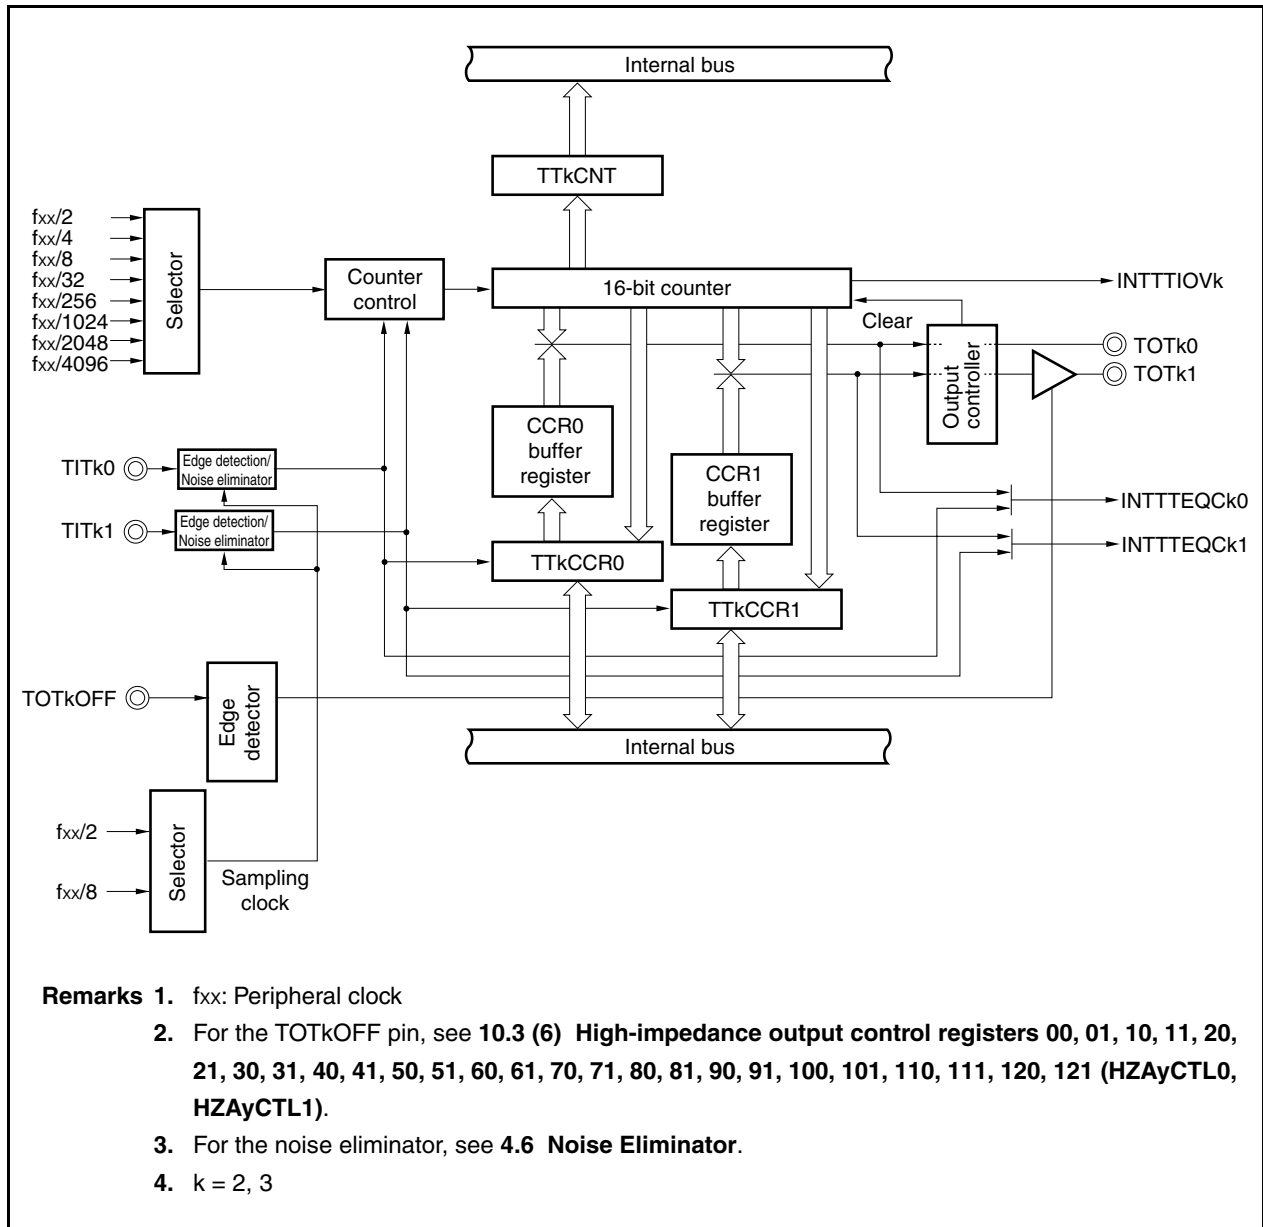 Internal bus
TTkCNT
fxx/2
fxx/4
fxx/8
fxx/32
fxx/256
fxx/1024
fxx/2048
fxx/4096
Selector
Counter
control
16-bit counter
INTTTIOVk
Clear
Output
controller
TOTk0
TOTk1
CCR0
buffer
register
CCR1
buffer
register
TITk0
Edge detection/
Noise eliminator
TITk1
Edge detection/
Noise eliminator
INTTTEQCk0
INTTTEQCk1
TTkCCR0
TTkCCR1
TOTkOFF
Edge
detector
Internal bus
fxx/2
fxx/8
Selector
Sampling
clock
Remarks 1. fxx: Peripheral clock
2. For the TOTkOFF pin, see 10.3 (6) High-impedance output control registers 00, 01, 10, 11, 20,
21, 30, 31, 40, 41, 50, 51, 60, 61, 70, 71, 80, 81, 90, 91, 100, 101, 110, 111, 120, 121 (HZAyCTL0,
HZAyCTL1).
3. For the noise eliminator, see 4.6 Noise Eliminator.
4. k = 2, 3